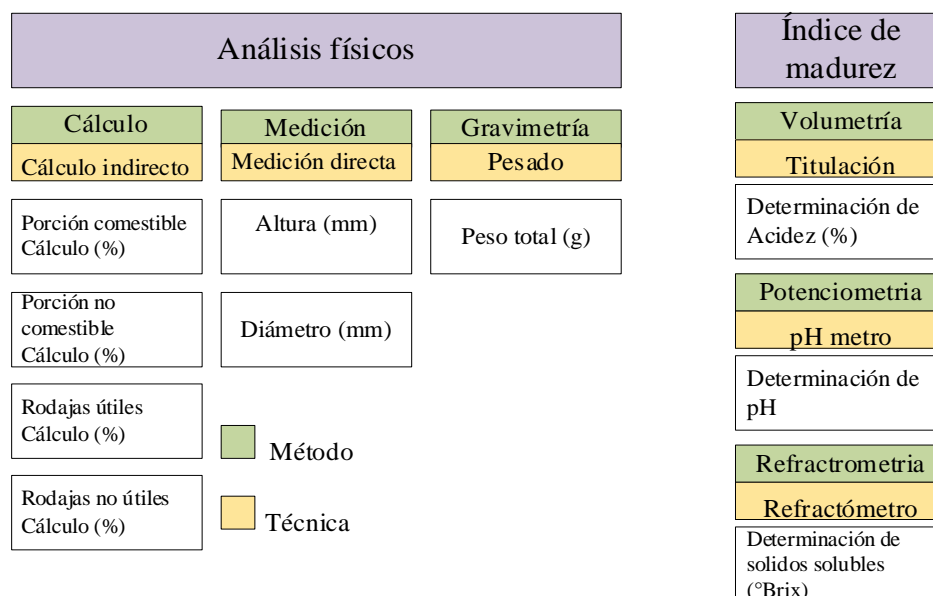 Análisis físicos
Cálculo
Cálculo indirecto
Porción comestible
Cálculo (%)
Porción no
comestible
Cálculo (%)
Rodajas útiles
Cálculo (%)
Rodajas no útiles
Cálculo (%)
Medición
Medición directa
Altura (mm)
Diámetro (mm)
Gravimetría
Pesado
Peso total (g)
Método
Técnica
Índice de
madurez
Volumetría
Titulación
Determinación de
Acidez (%)
Potenciometria
pH metro
Determinación de
pH
Refractrometria
Refractómetro
Determinación de
solidos solubles
(°Brix)